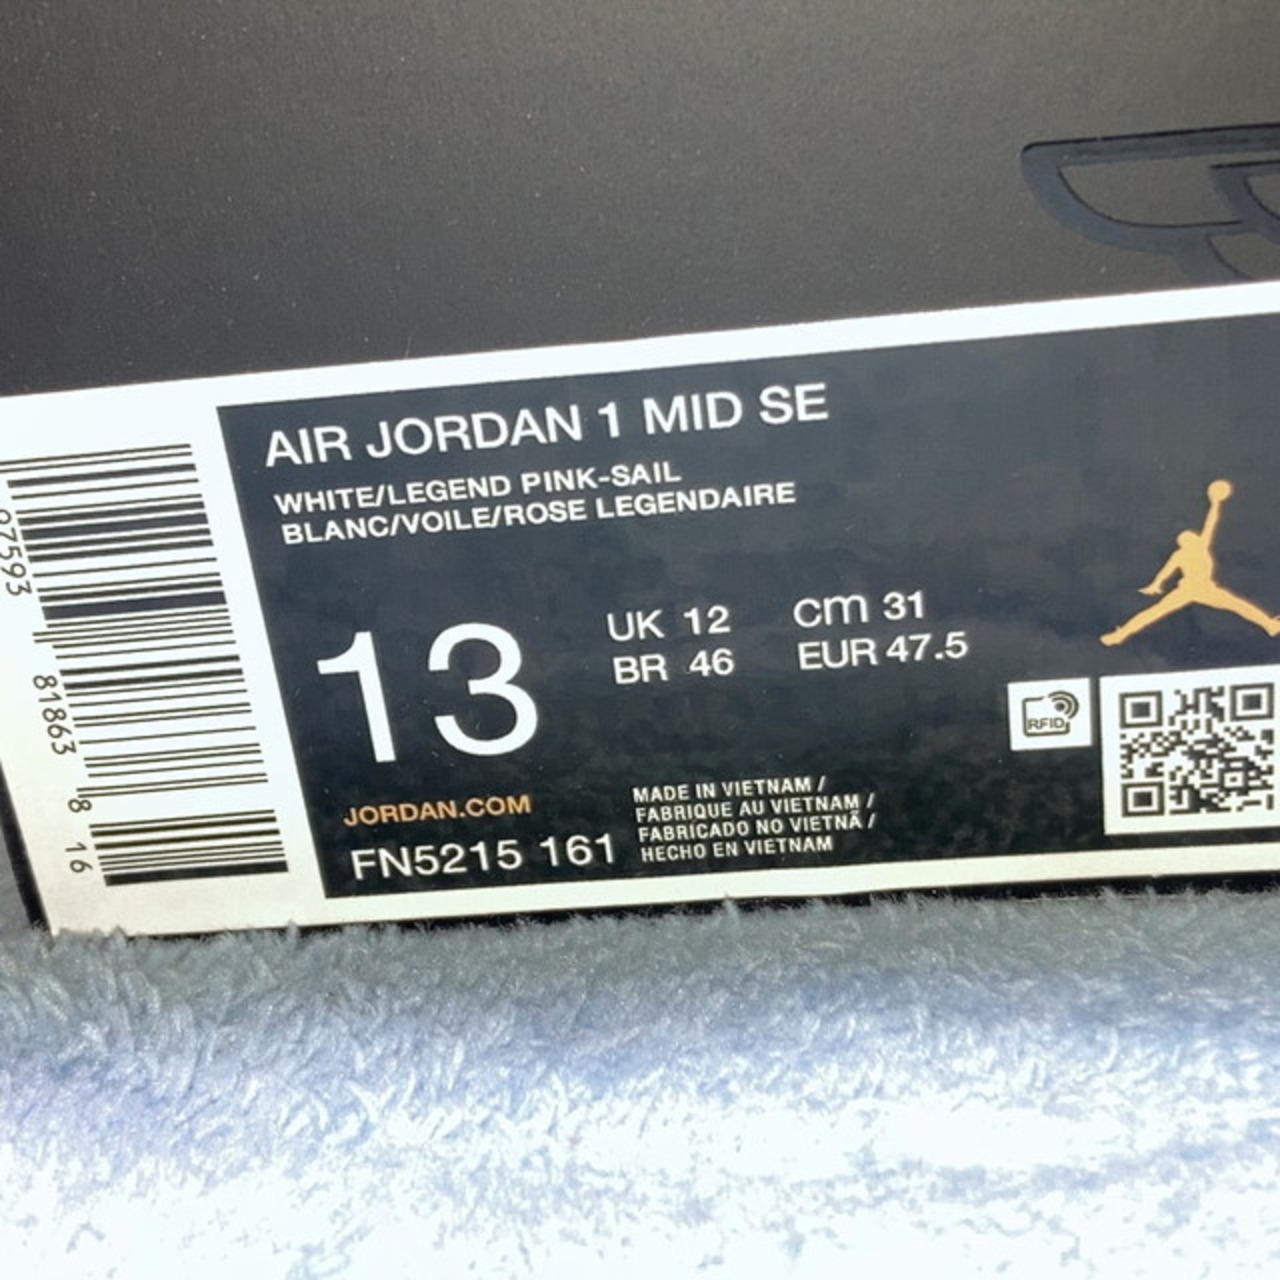 AIR JORDAN 1 MID SE
WHITE/LEGEND PINK-SAIL
BLANC/VOILE/ROSE LEGENDAIRE
13
UK 12 cm 31
BR 46 EUR 47.5
RFID
JORDAN.COM
FN5215 161
MADE IN VIETNAM /
FABRIQUE AU VIETNAM /
FABRICADO NO VIETNÃ /
HECHO EN VIETNAM
97593 81863 8 16